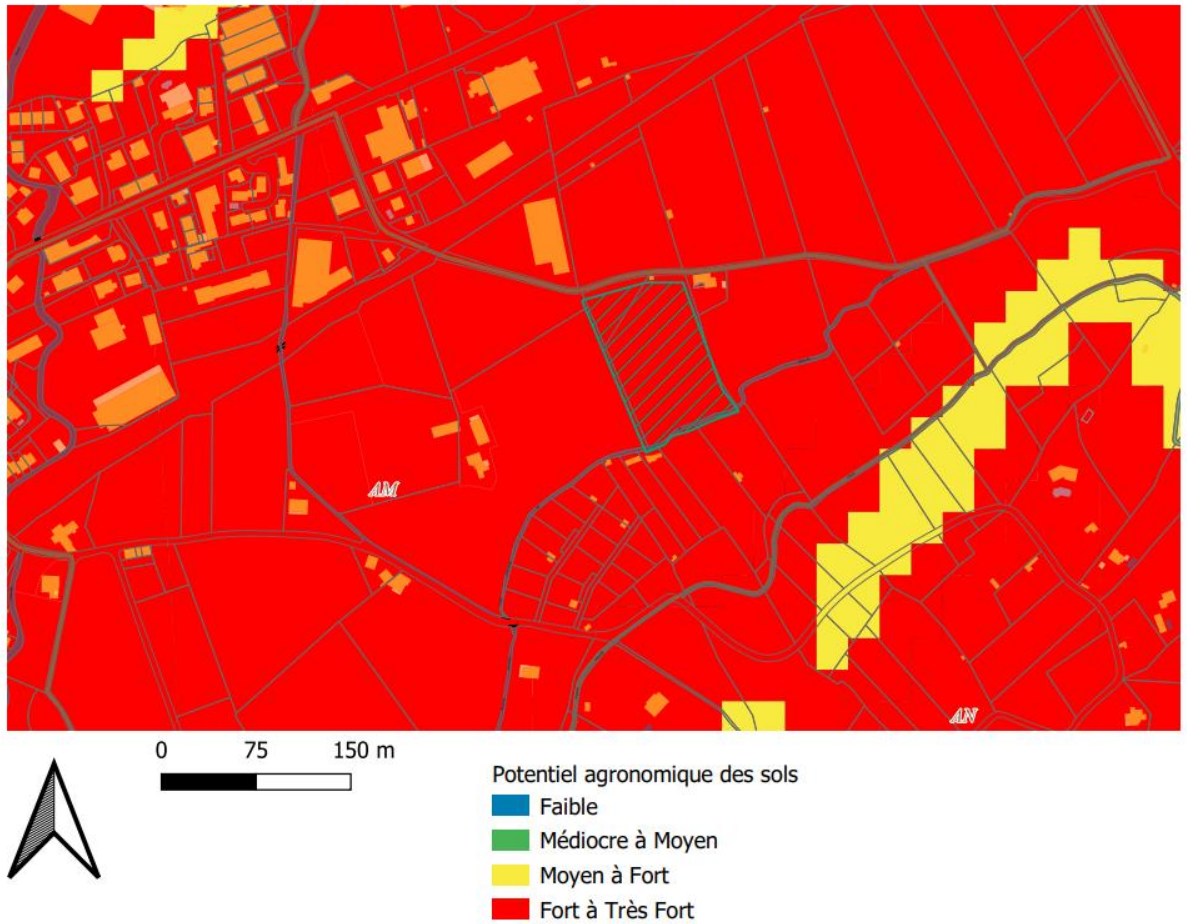 AM
AN
0 75 150 m
Potentiel agronomique des sols
Faible
Médiocre à Moyen
Moyen à Fort
Fort à Très Fort